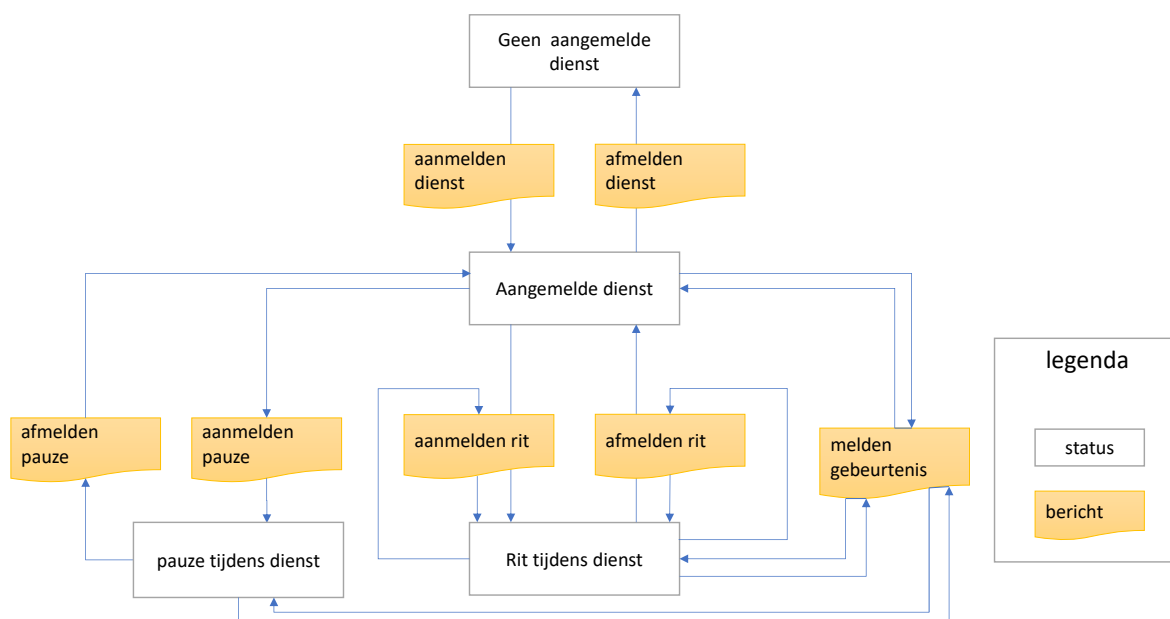 Geen aangemelde
dienst
aanmelden
dienst
afmelden
dienst
Aangemelde dienst
legenda
afmelden
pauze
aanmelden
pauze
aanmelden rit
afmelden rit
melden
gebeurtenis
status
bericht
pauze tijdens dienst
Rit tijdens dienst